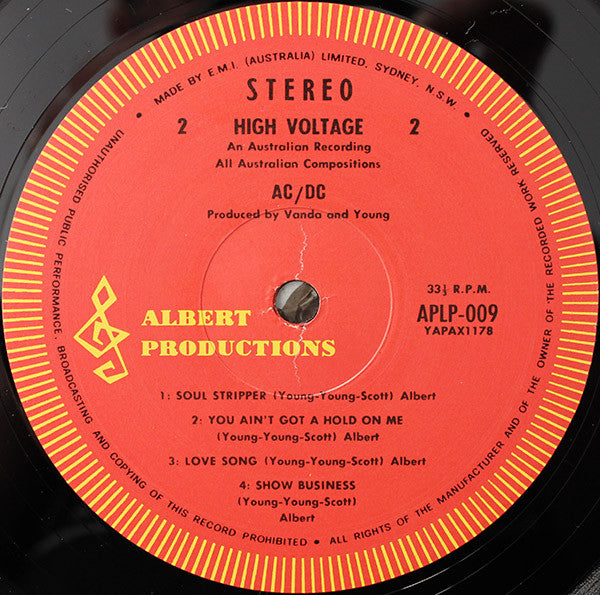 • MADE BY E.M.I. (AUSTRALIA) LIMITED, SYDNEY, N.S.W. •
STEREO
2 HIGH VOLTAGE 2
An Australian Recording
All Australian Compositions
AC/DC
Produced by Vanda and Young
33⅓ R.P.M.
APLP-009
YAPAX1178
ALBERT
PRODUCTIONS
1: SOUL STRIPPER (Young-Young-Scott) Albert
2: YOU AIN'T GOT A HOLD ON ME
(Young-Young-Scott) Albert
3: LOVE SONG (Young-Young-Scott) Albert
4: SHOW BUSINESS
(Young-Young-Scott)
Albert
UNAUTHORISED PUBLIC PERFORMANCE, BROADCASTING AND COPYING OF THIS RECORD PROHIBITED • ALL RIGHTS OF THE MANUFACTURER AND OF THE OWNER OF THE RECORDED WORK RESERVED